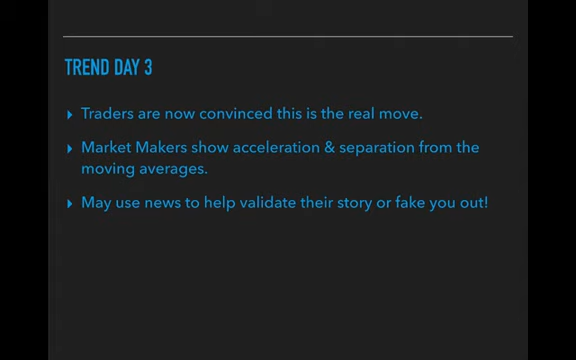 TREND DAY 3
Traders are now convinced this is the real move.
Market Makers show acceleration & separation from the
moving averages.
May use news to help validate their story or fake you out!